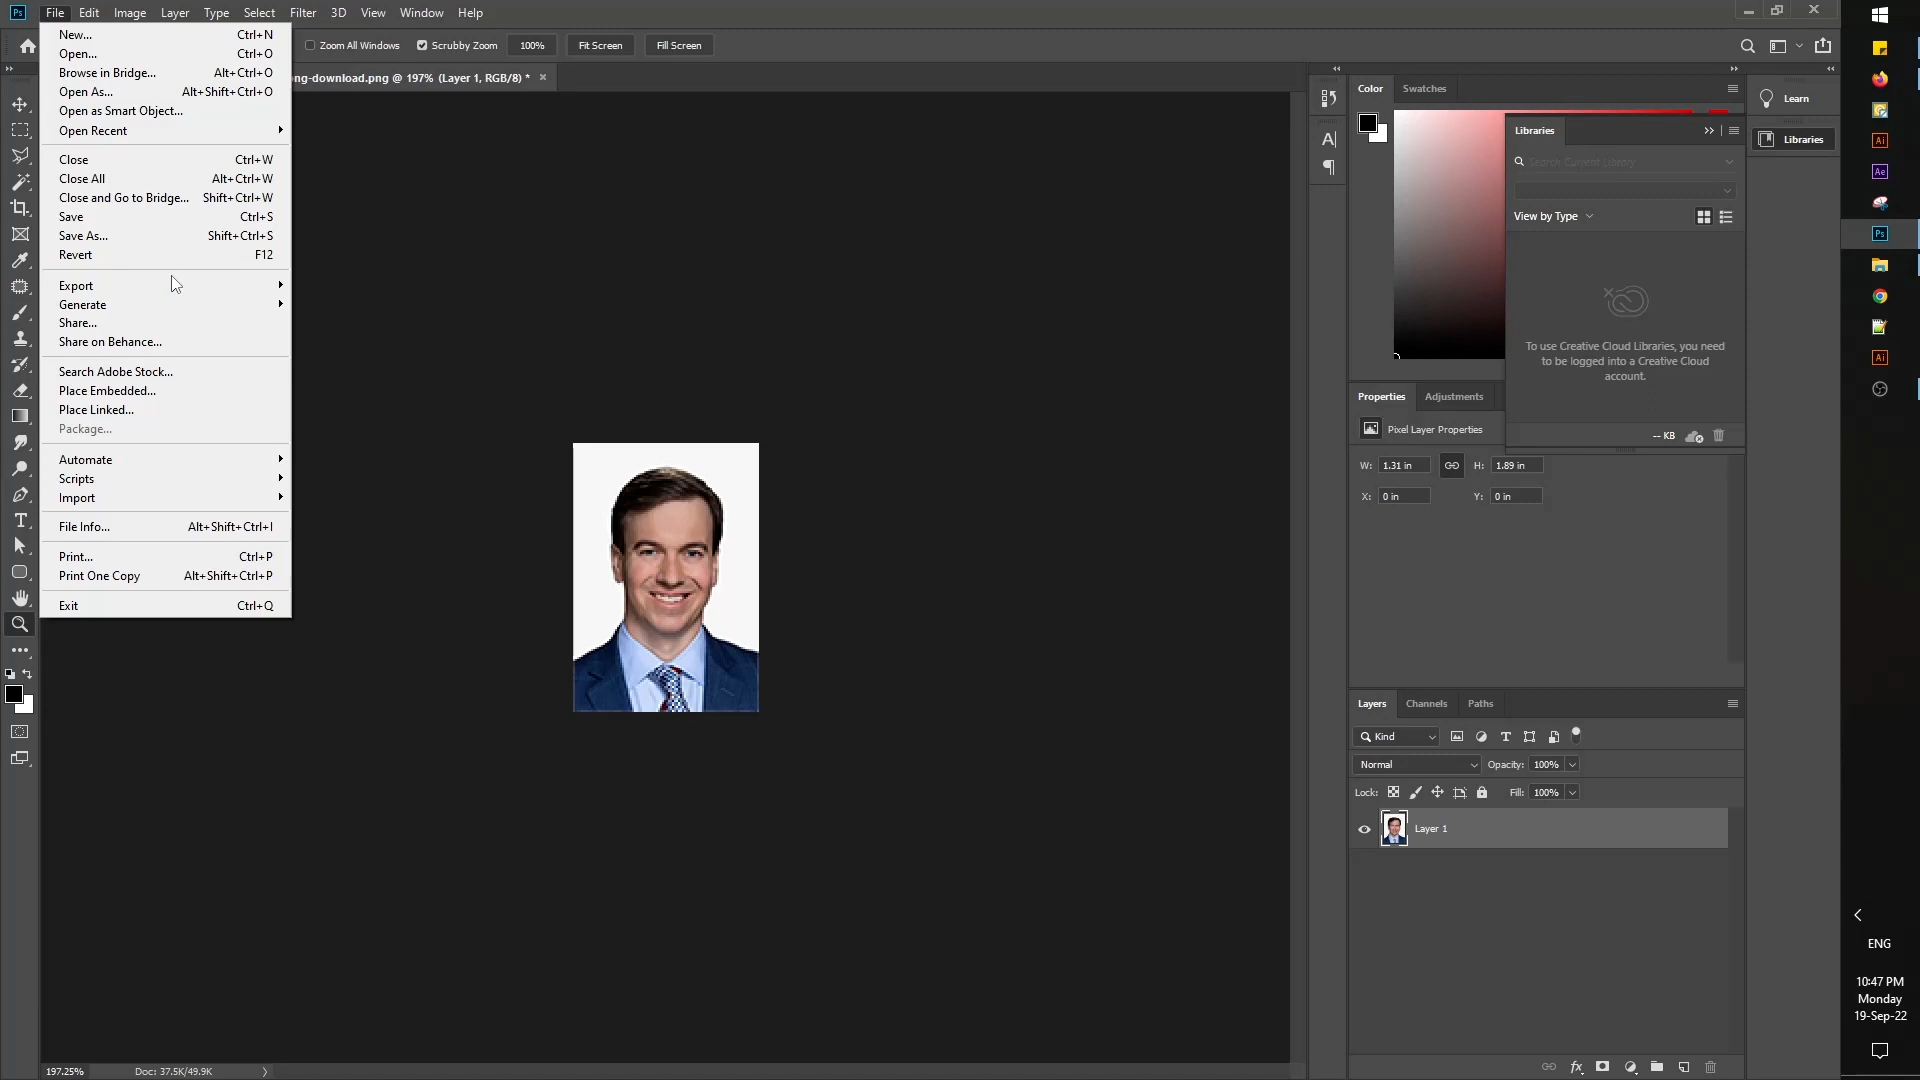 Ps File Edit Image Layer Type Select Filter 3D View Window Help
Zoom All Windows Scrubby Zoom 100% Fit Screen Fill Screen
ong-download.png @ 197% (Layer 1, RGB/8) * ×
New... Ctrl+N
Open... Ctrl+O
Browse in Bridge... Alt+Ctrl+O
Open As... Alt+Shift+Ctrl+O
Open as Smart Object...
Open Recent
Close Ctrl+W
Close All Alt+Ctrl+W
Close and Go to Bridge... Shift+Ctrl+W
Save Ctrl+S
Save As... Shift+Ctrl+S
Revert F12
Export
Generate
Share...
Share on Behance...
Search Adobe Stock...
Place Embedded...
Place Linked...
Package...
Automate
Scripts
Import
File Info... Alt+Shift+Ctrl+I
Print... Ctrl+P
Print One Copy Alt+Shift+Ctrl+P
Exit Ctrl+Q
197.25% Doc: 37.5K/49.9K
Color Swatches
Libraries
Search Current Library
View by Type
To use Creative Cloud Libraries, you need
to be logged into a Creative Cloud
account.
-- KB
Learn
Libraries
Properties Adjustments
Pixel Layer Properties
W: 1.31 in H: 1.89 in
X: 0 in Y: 0 in
Layers Channels Paths
Kind
Normal Opacity: 100%
Lock: Fill: 100%
Layer 1
fx
Ai
Ae
Ps
Ai
ENG
10:47 PM
Monday
19-Sep-22